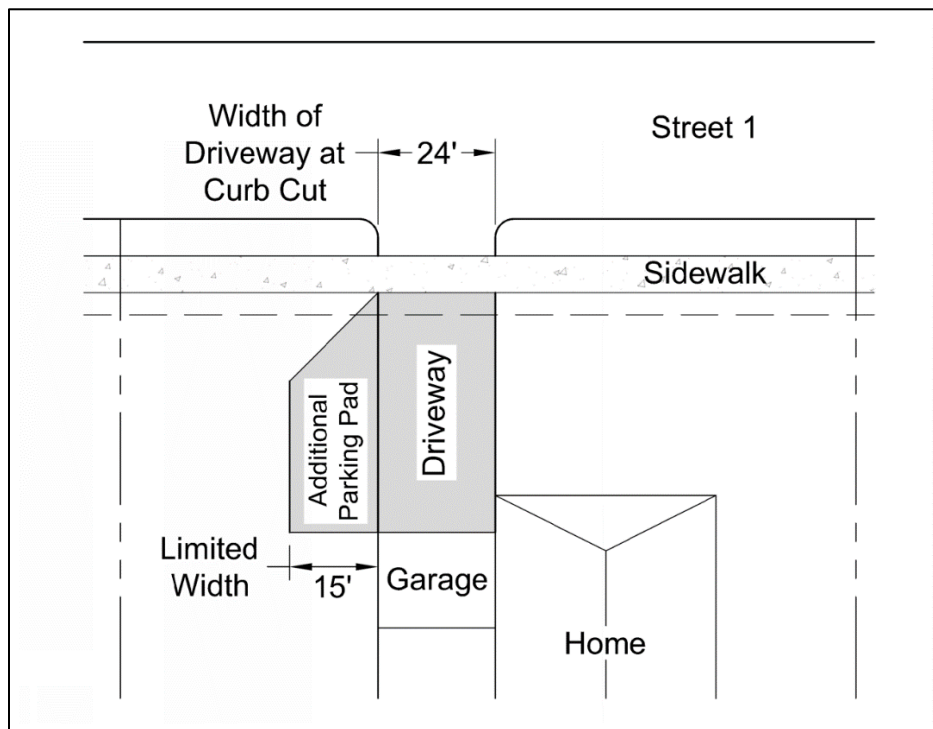 Width of
Driveway at
Curb Cut
24'
Street 1
Sidewalk
Driveway
Additional
Parking Pad
Limited
Width
15'
Garage
Home